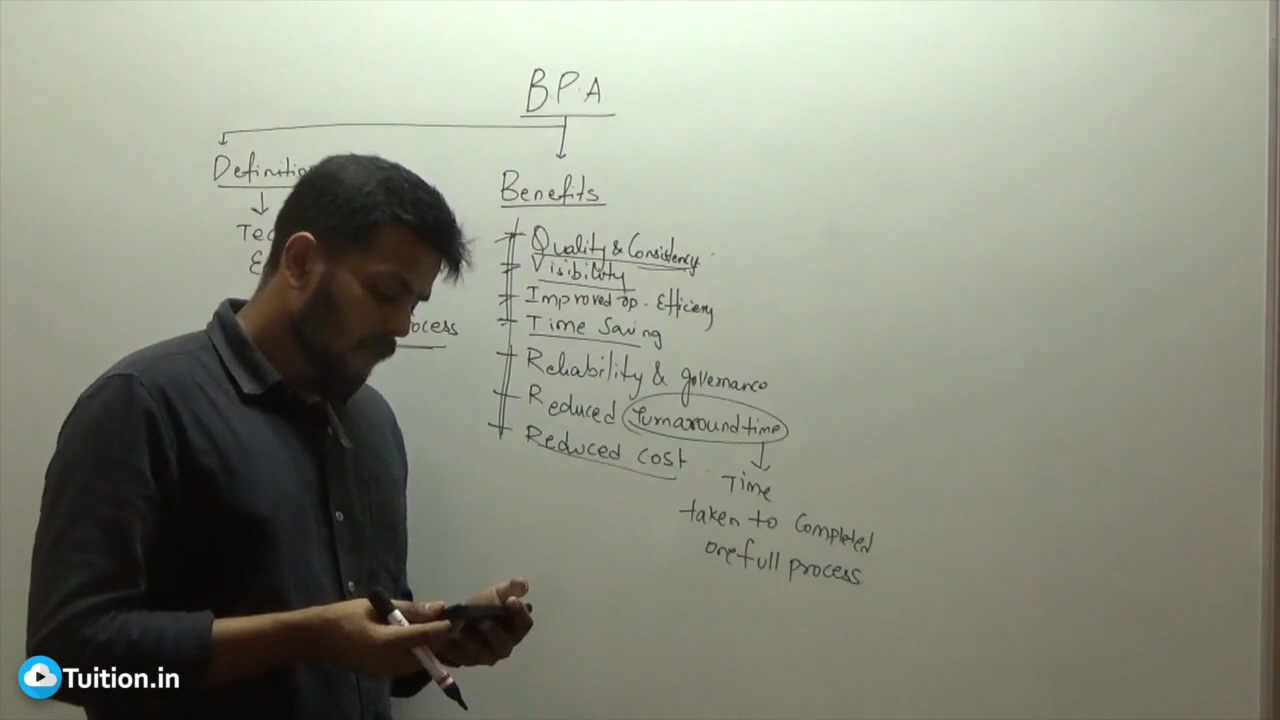 B.P.A
Definition
Benefits
Quality & Consistency
Visibility
Improved op. Efficiency
Time Saving
Reliability & governance
Reduced turnaround time
Reduced cost
Time
taken to completed
one full process
Tuition.in